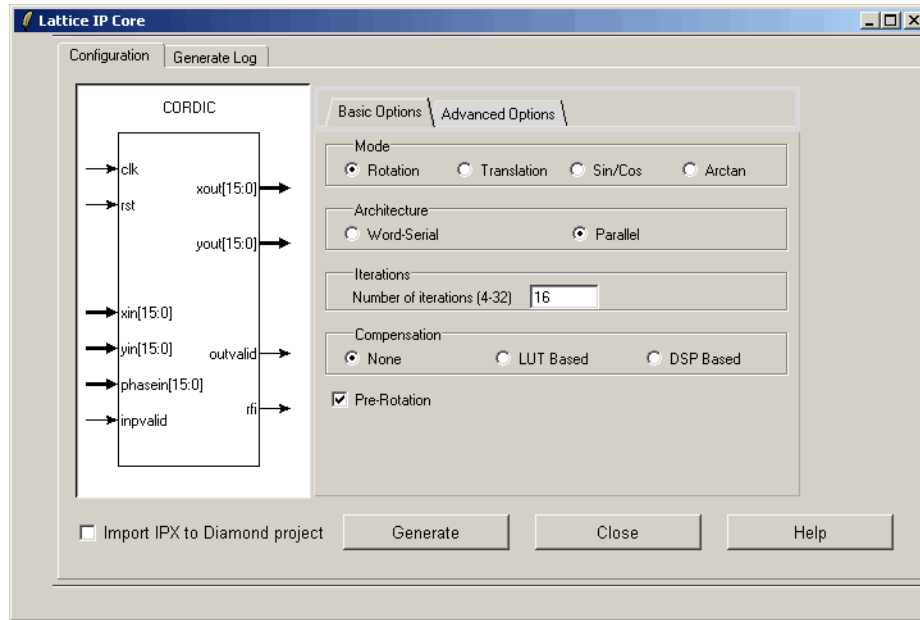 Lattice IP Core
Configuration Generate Log
CORDIC
clk
rst
xout[15:0]
yout[15:0]
xin[15:0]
yin[15:0]
outvalid
phasein[15:0]
rfi
inpvalid
Basic Options Advanced Options
Mode
Rotation Translation Sin/Cos Arctan
Architecture
Word-Serial Parallel
Iterations
Number of iterations (4-32) 16
Compensation
None LUT Based DSP Based
Pre-Rotation
Import IPX to Diamond project Generate Close Help